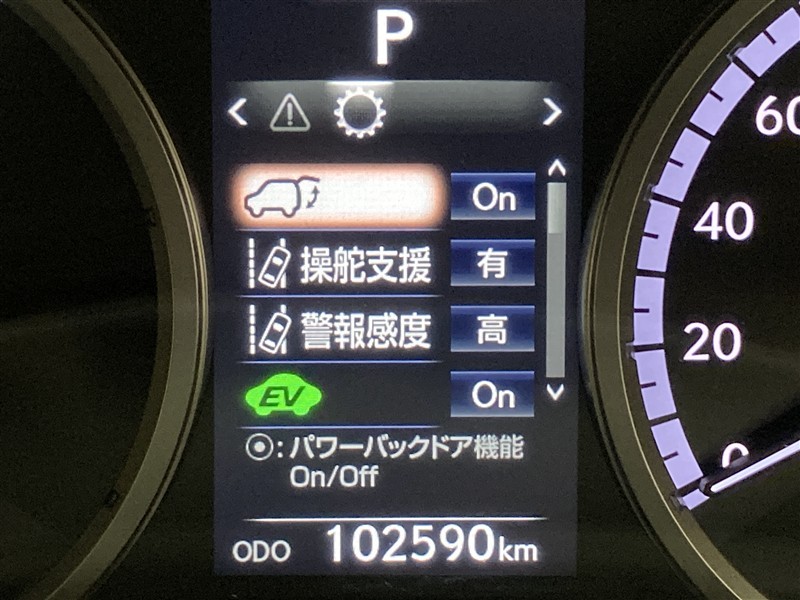 P
On
操舵支援 有
警報感度 高
EV On
: パワーバックドア機能
On/Off
ODO 102590km
60
40
20
0